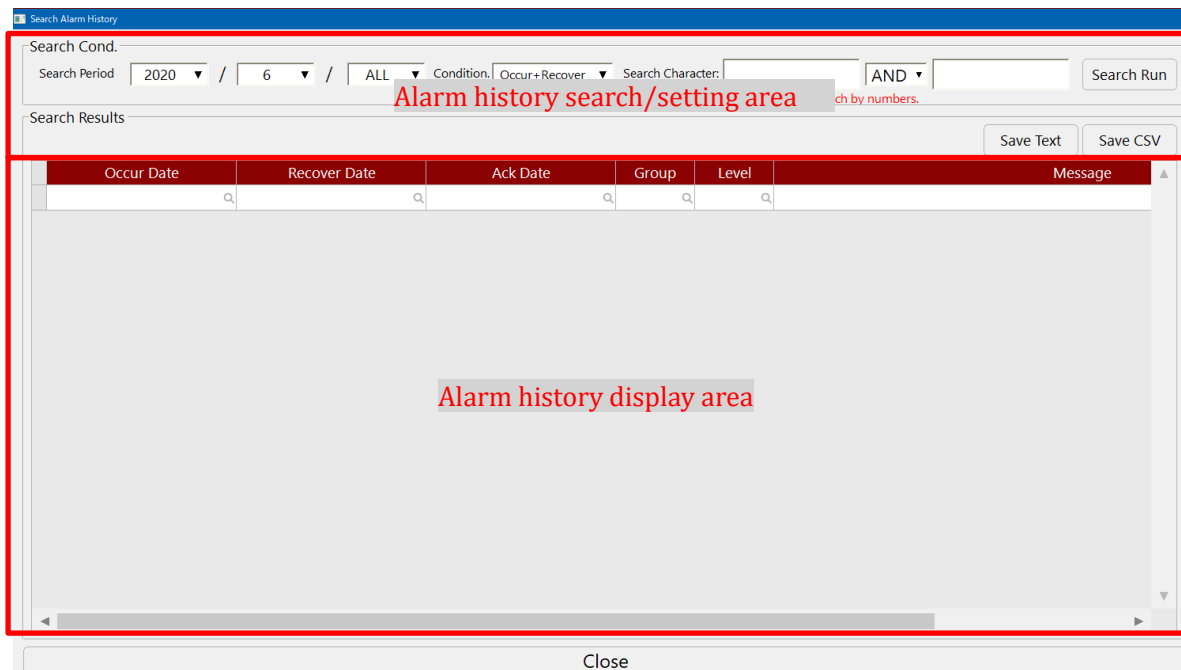 Search Alarm History
Search Cond.
Search Period 2020 / 6 / ALL Condition. Occur+Recover Search Character: AND Search Run
Alarm history search/setting area
by numbers.
Search Results
Save Text Save CSV
Occur Date Recover Date Ack Date Group Level Message
Alarm history display area
Close